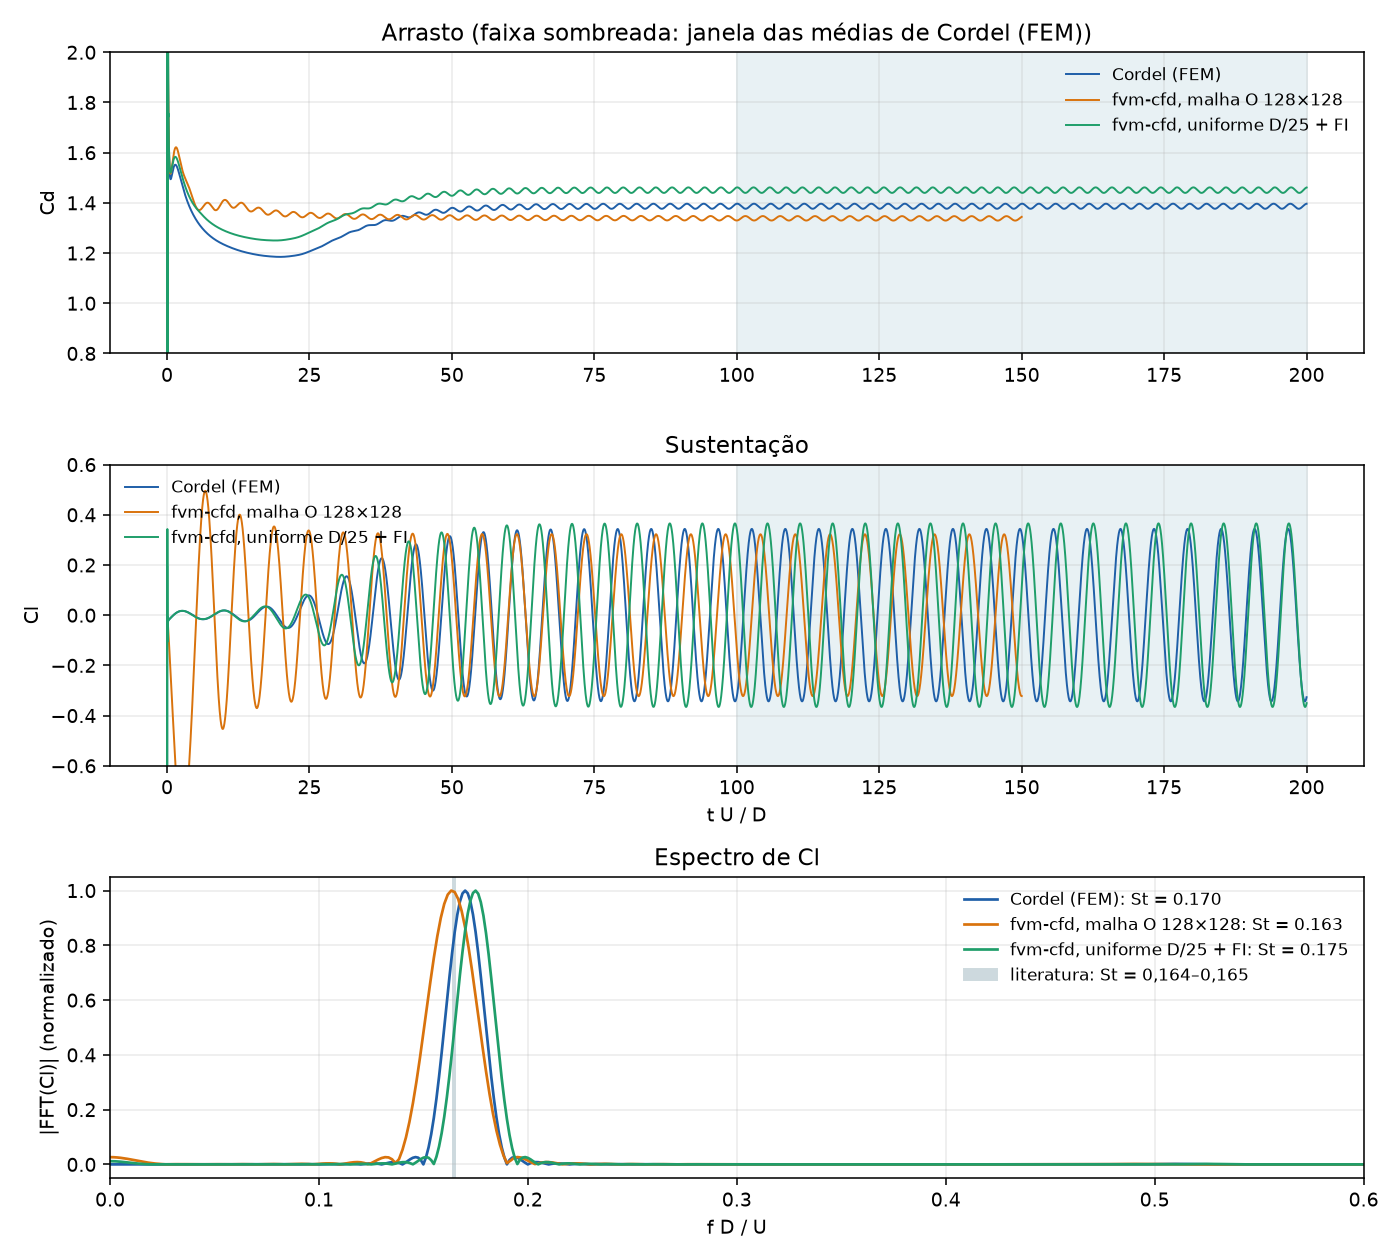 Arrasto (faixa sombreada: janela das médias de Cordel (FEM))
2.0
1.8
1.6
1.4
1.2
1.0
0.8
Cd
Cordel (FEM)
fvm-cfd, malha O 128×128
fvm-cfd, uniforme D/25 + FI
0 25 50 75 100 125 150 175 200
Sustentação
0.6
0.4
0.2
0.0
−0.2
−0.4
−0.6
Cl
Cordel (FEM)
fvm-cfd, malha O 128×128
fvm-cfd, uniforme D/25 + FI
0 25 50 75 100 125 150 175 200
t U / D
Espectro de Cl
1.0
0.8
0.6
0.4
0.2
0.0
|FFT(Cl)| (normalizado)
Cordel (FEM): St = 0.170
fvm-cfd, malha O 128×128: St = 0.163
fvm-cfd, uniforme D/25 + FI: St = 0.175
literatura: St = 0,164–0,165
0.0 0.1 0.2 0.3 0.4 0.5 0.6
f D / U